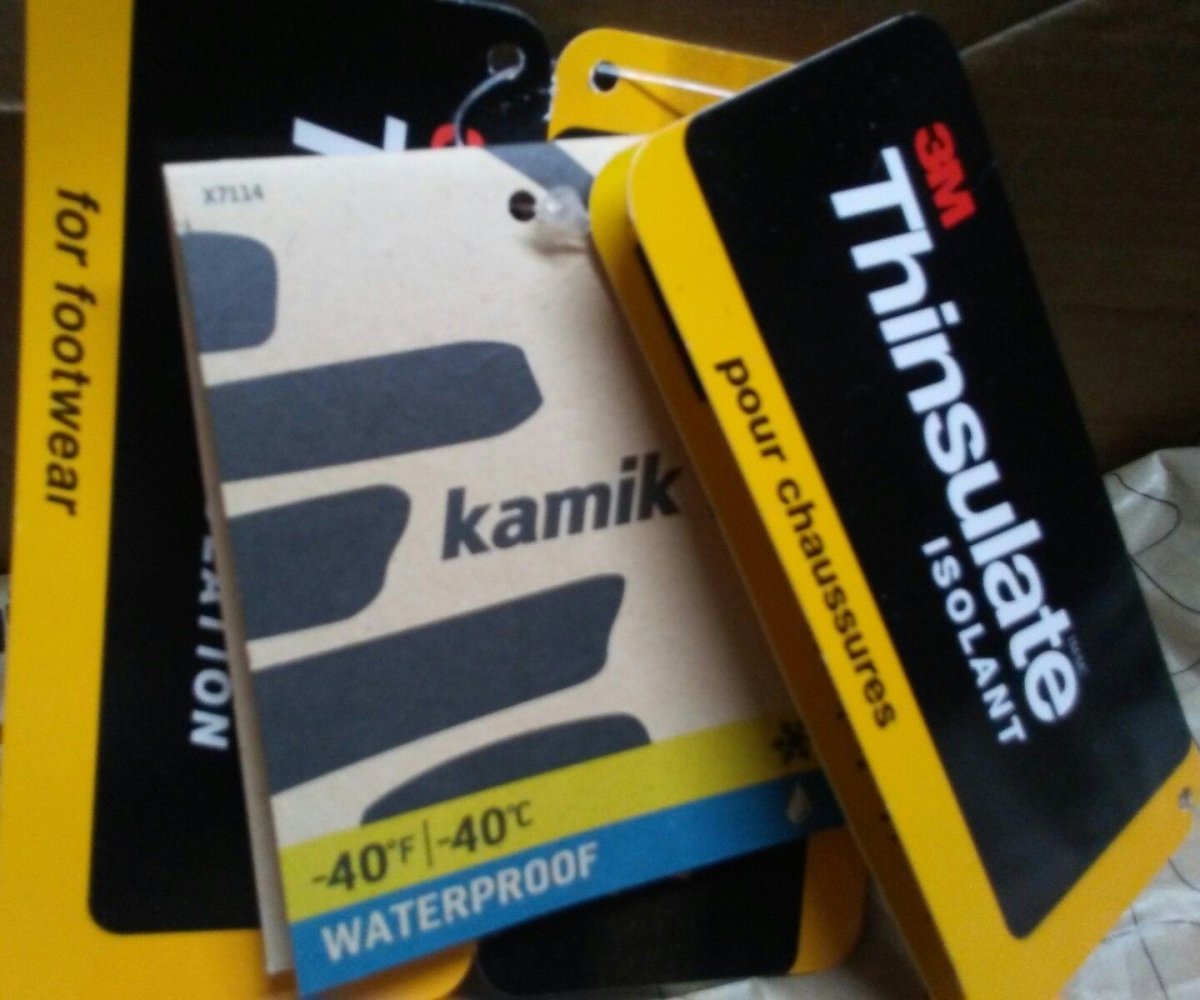 for footwear
X7114
kamik
-40°F|-40°C
WATERPROOF
3M
Thinsulate
ISOLANT
pour chaussures